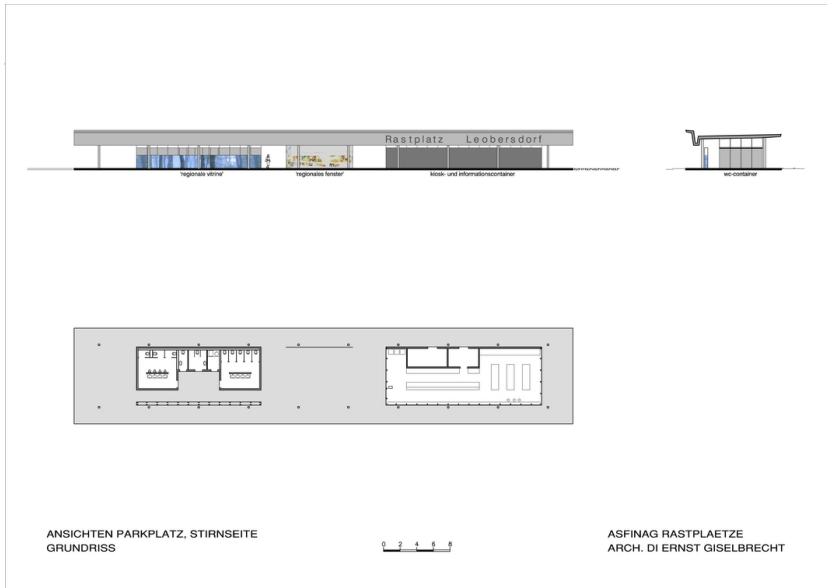 Rastplatz Leobersdorf
'regionale vitrine'
'regionales fenster'
kiosk- und informationscontainer
wc-container
ANSICHTEN PARKPLATZ, STIRNSEITE
GRUNDRISS
0 2 4 6 8
ASFINAG RASTPLAETZE
ARCH. DI ERNST GISELBRECHT